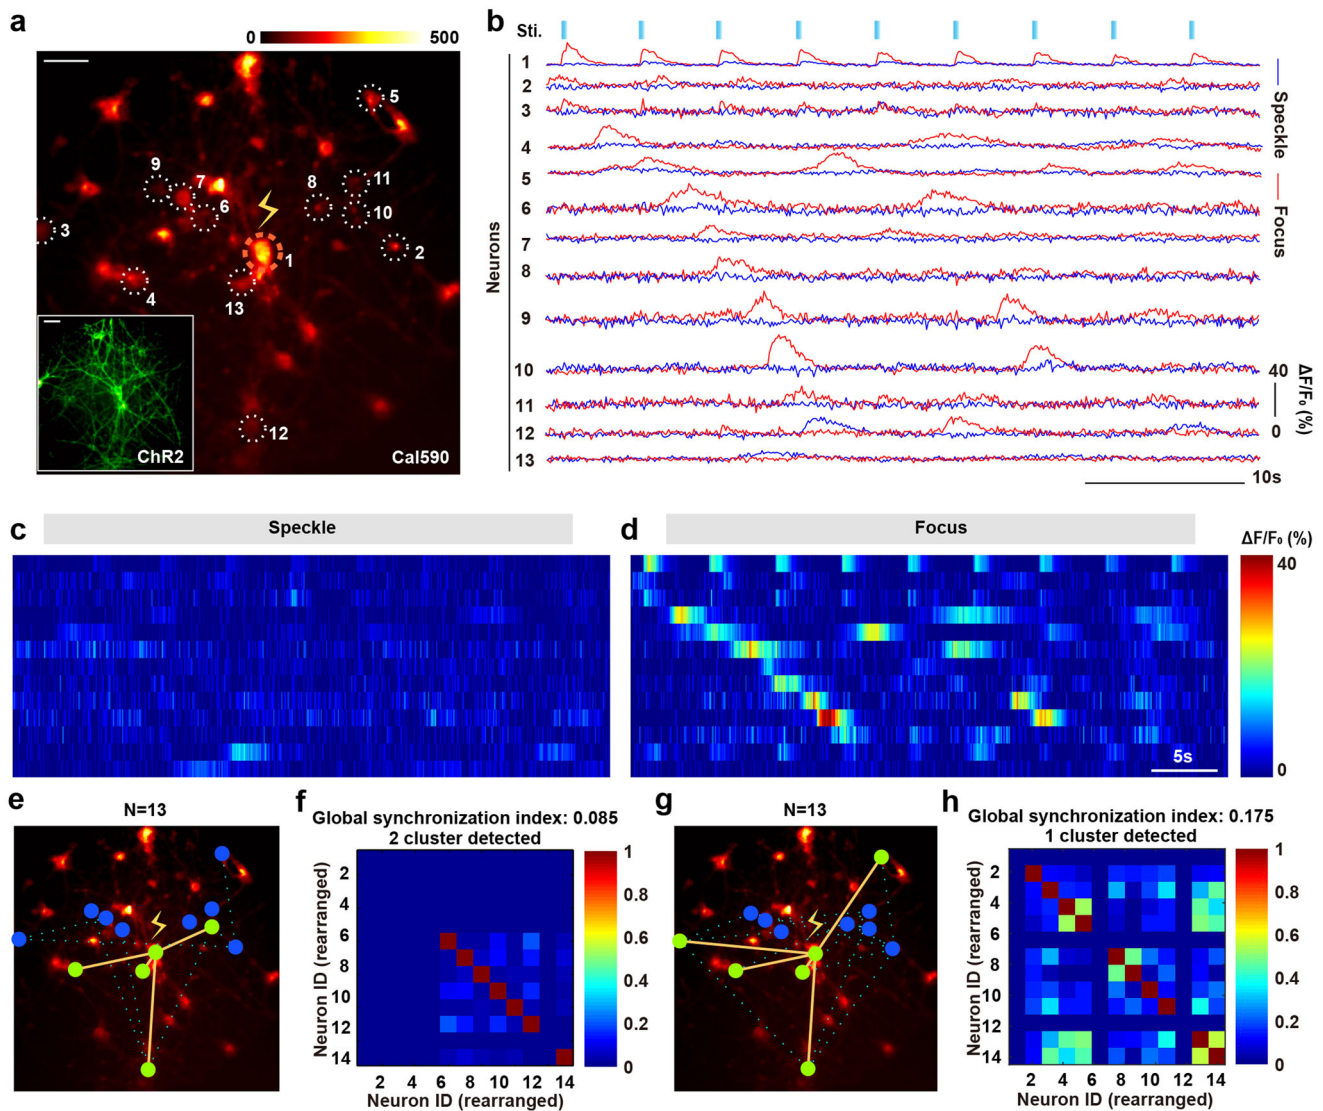 a
0
500
5
9
7
8
11
6
10
3
2
1
4
13
12
ChR2
Cal590
b
Sti.
Neurons
1
2
3
4
5
6
7
8
9
10
11
12
13
Speckle
Focus
40
0
ΔF/F₀ (%)
10s
c
Speckle
d
Focus
ΔF/F₀ (%)
40
0
5s
e
N=13
f
Global synchronization index: 0.085
2 cluster detected
Neuron ID (rearranged)
2
4
6
8
10
12
14
2 4 6 8 10 12 14
Neuron ID (rearranged)
1
0.8
0.6
0.4
0.2
0
g
N=13
h
Global synchronization index: 0.175
1 cluster detected
Neuron ID (rearranged)
2
4
6
8
10
12
14
2 4 6 8 10 12 14
Neuron ID (rearranged)
1
0.8
0.6
0.4
0.2
0